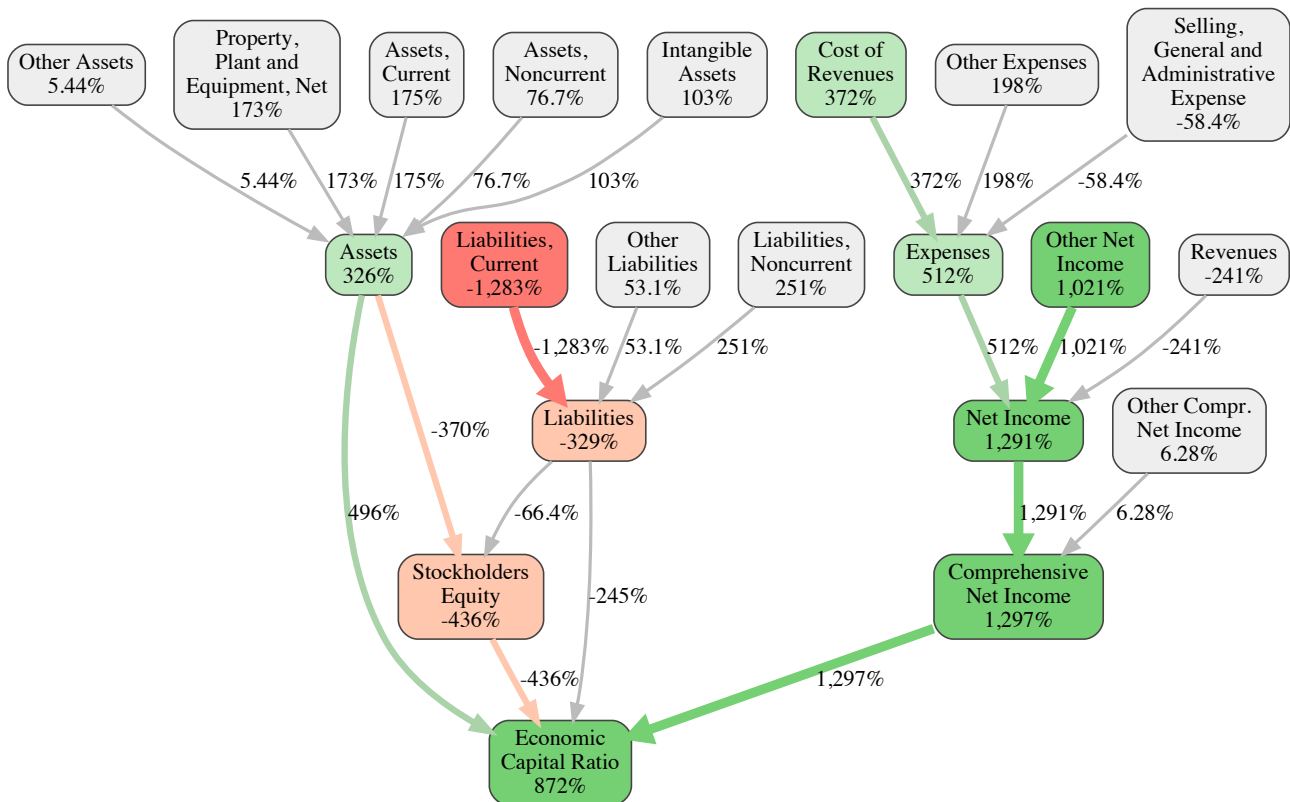 Other Assets
5.44%
Property,
Plant and
Equipment, Net
173%
Assets,
Current
175%
Assets,
Noncurrent
76.7%
Intangible
Assets
103%
Cost of
Revenues
372%
Other Expenses
198%
Selling,
General and
Administrative
Expense
-58.4%
5.44%
173%
175%
76.7%
103%
372%
198%
-58.4%
Assets
326%
Liabilities,
Current
-1,283%
Other
Liabilities
53.1%
Liabilities,
Noncurrent
251%
Expenses
512%
Other Net
Income
1,021%
Revenues
-241%
-1,283%
53.1%
251%
512%
1,021%
-241%
-370%
Liabilities
-329%
Net Income
1,291%
Other Compr.
Net Income
6.28%
496%
-66.4%
1,291%
6.28%
Stockholders
Equity
-436%
-245%
Comprehensive
Net Income
1,297%
-436%
1,297%
Economic
Capital Ratio
872%